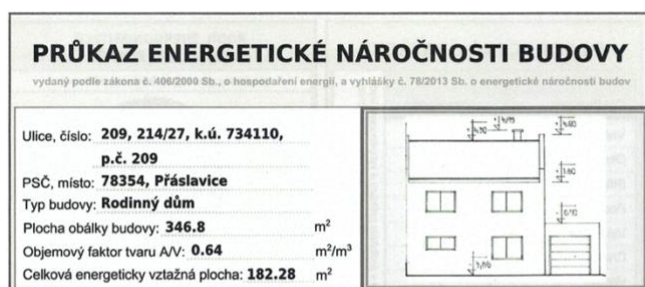 PRŮKAZ ENERGETICKÉ NÁROČNOSTI BUDOVY
vydaný podle zákona č. 406/2000 Sb., o hospodaření energií, a vyhlášky č. 78/2013 Sb. o energetické náročnosti budov
Ulice, číslo: 209, 214/27, k.ú. 734110,
p.č. 209
PSČ, místo: 78354, Přáslavice
Typ budovy: Rodinný dům
Plocha obálky budovy: 346.8 m²
Objemový faktor tvaru A/V: 0.64 m²/m³
Celková energeticky vztažná plocha: 182.28 m²